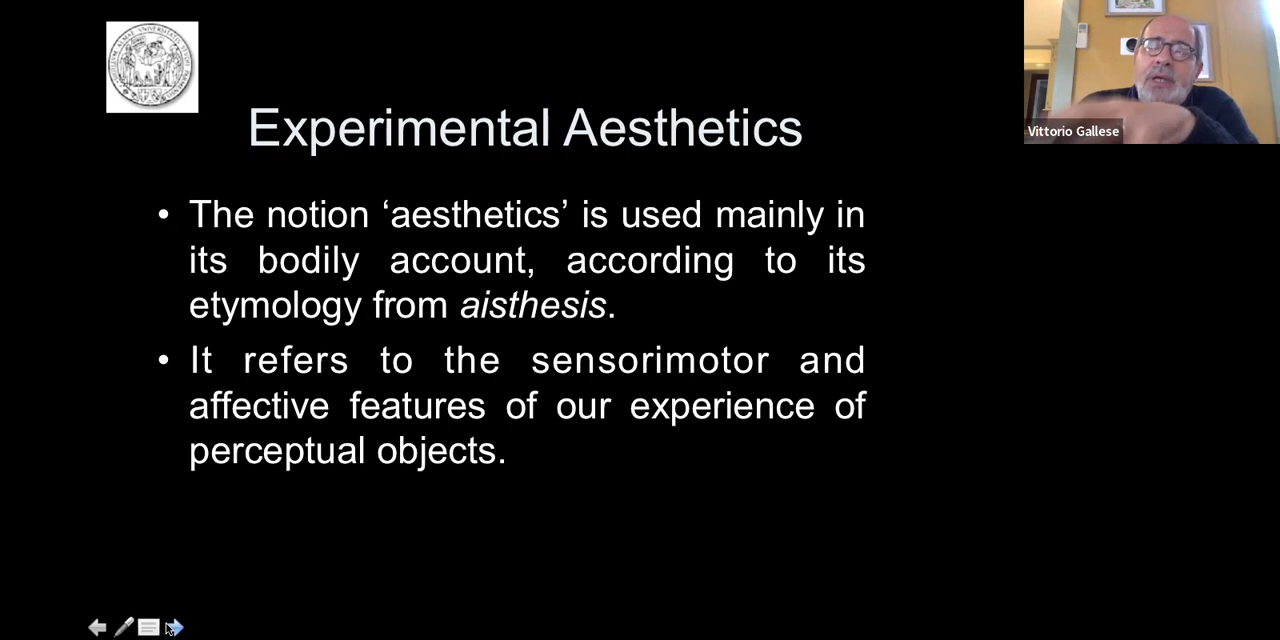 Experimental Aesthetics
• The notion ‘aesthetics’ is used mainly in
its bodily account, according to its
etymology from aisthesis.
• It refers to the sensorimotor and
affective features of our experience of
perceptual objects.
Vittorio Gallese